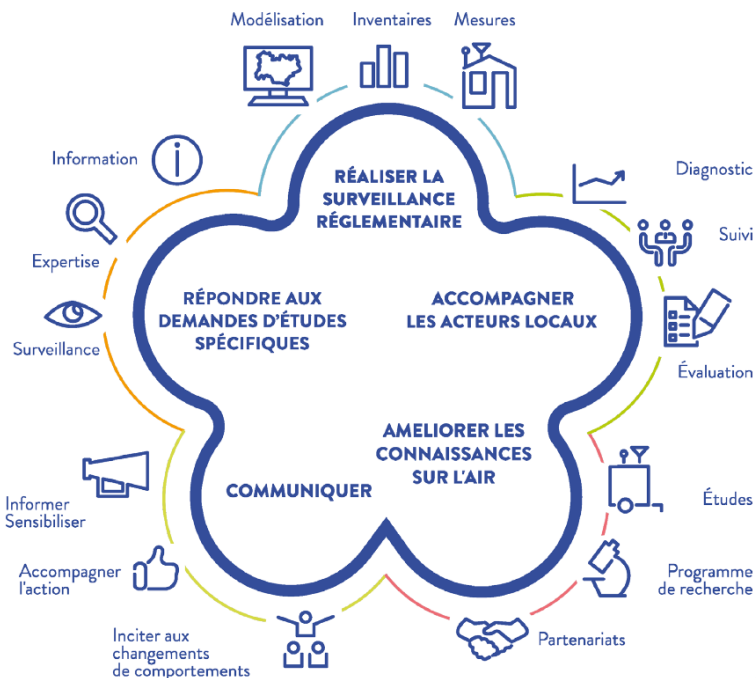 Modélisation
Inventaires
Mesures
RÉALISER LA
SURVEILLANCE
RÉGLEMENTAIRE
Information
Expertise
Surveillance
RÉPONDRE AUX
DEMANDES D'ÉTUDES
SPÉCIFIQUES
Diagnostic
Suivi
Évaluation
ACCOMPAGNER
LES ACTEURS LOCAUX
AMELIORER LES
CONNAISSANCES
SUR L'AIR
Études
Programme
de recherche
Partenariats
COMMUNIQUER
Informer
Sensibiliser
Accompagner
l'action
Inciter aux
changements
de comportements